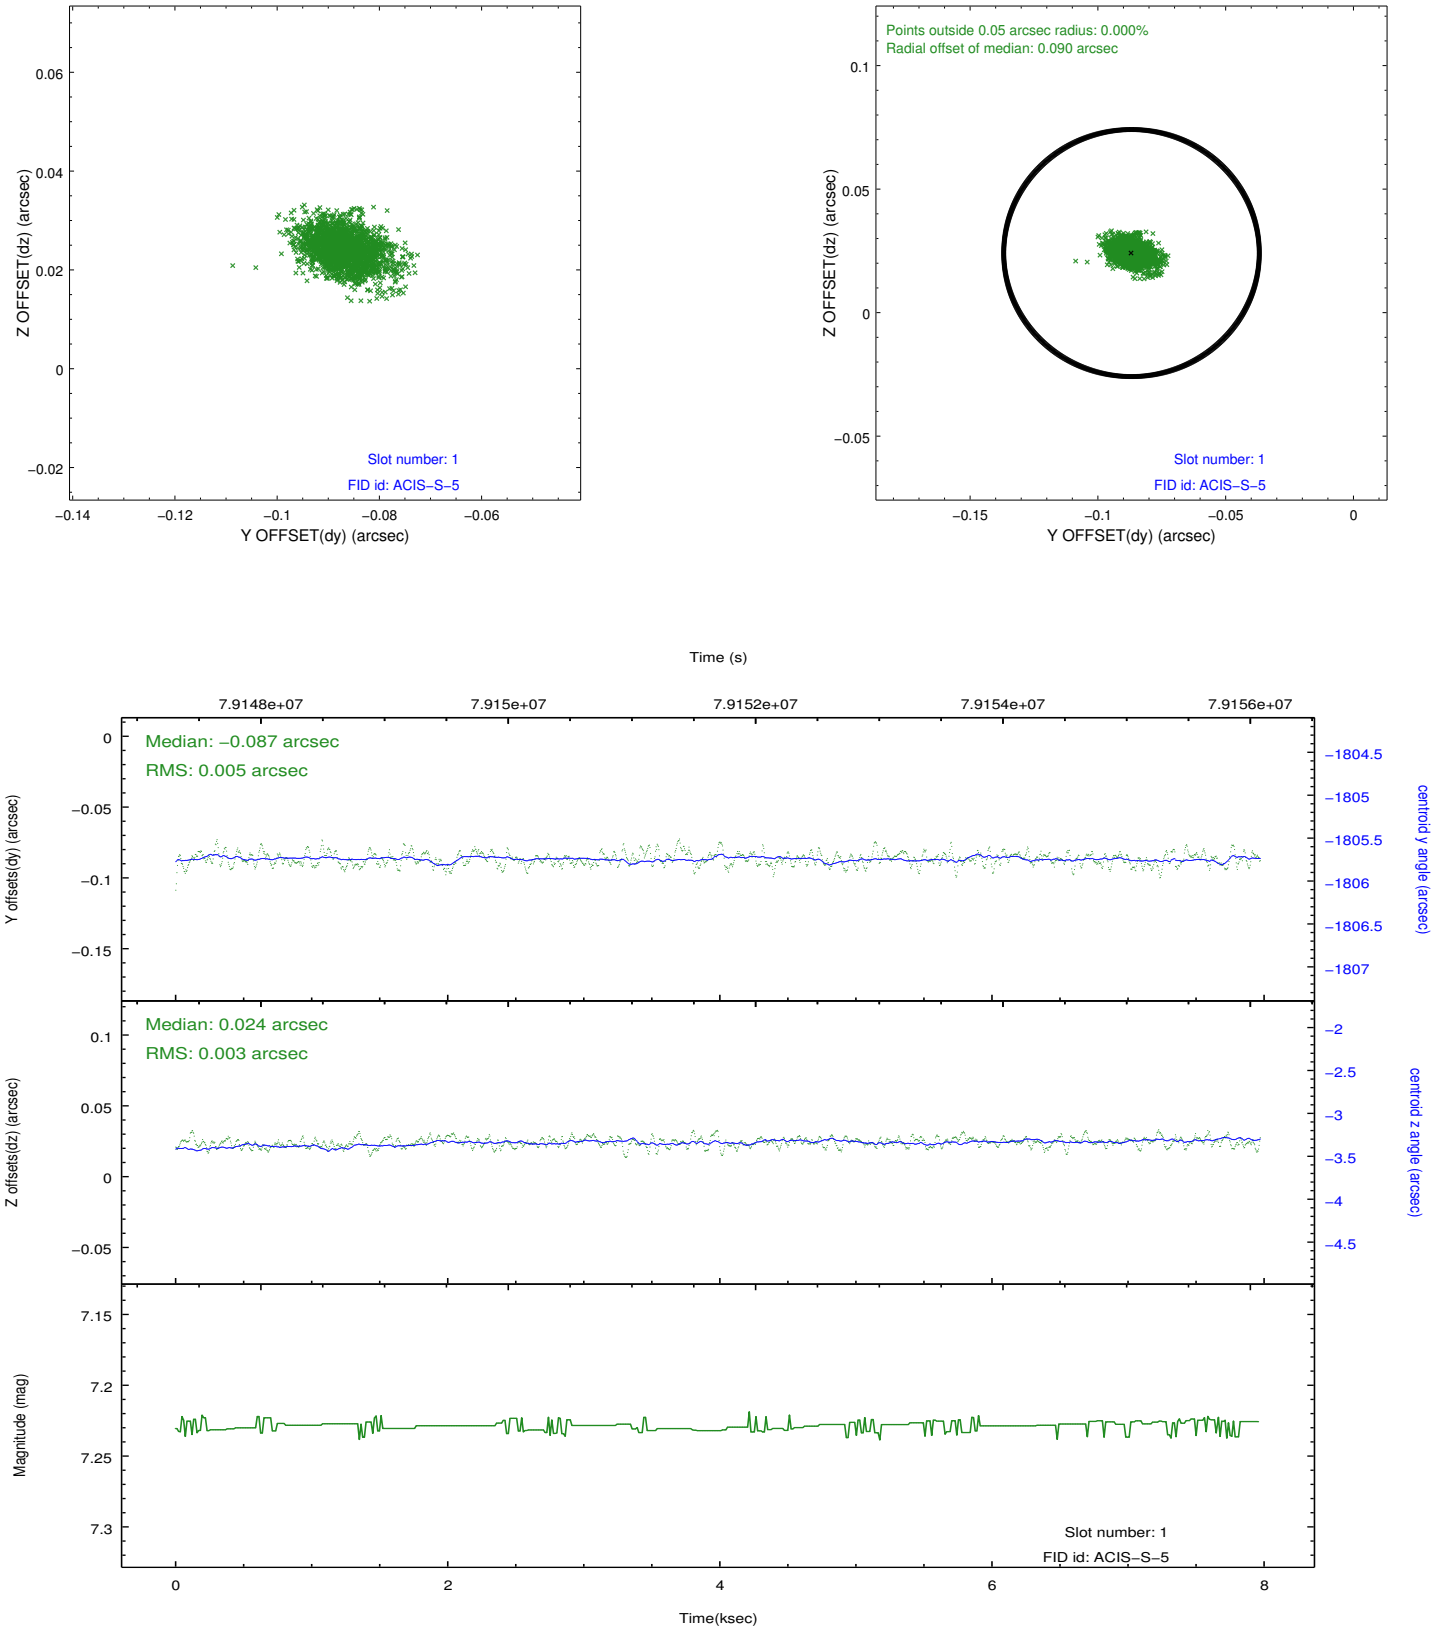 0.06
0.04
0.02
0
−0.02
Z OFFSET(dz) (arcsec)
Slot number: 1
FID id: ACIS−S−5
−0.14 −0.12 −0.1 −0.08 −0.06
Y OFFSET(dy) (arcsec)
Points outside 0.05 arcsec radius: 0.000%
Radial offset of median: 0.090 arcsec
0.1
0.05
0
−0.05
Z OFFSET(dz) (arcsec)
Slot number: 1
FID id: ACIS−S−5
−0.15 −0.1 −0.05 0
Y OFFSET(dy) (arcsec)
Time (s)
7.9148e+07 7.915e+07 7.9152e+07 7.9154e+07 7.9156e+07
Median: −0.087 arcsec
RMS: 0.005 arcsec
0
−0.05
−0.1
−0.15
Y offsets(dy) (arcsec)
−1804.5
−1805
−1805.5
−1806
−1806.5
−1807
centroid y angle (arcsec)
Median: 0.024 arcsec
RMS: 0.003 arcsec
0.1
0.05
0
−0.05
Z offsets(dz) (arcsec)
−2
−2.5
−3
−3.5
−4
−4.5
centroid z angle (arcsec)
7.15
7.2
7.25
7.3
Magnitude (mag)
Slot number: 1
FID id: ACIS−S−5
0 2 4 6 8
Time(ksec)